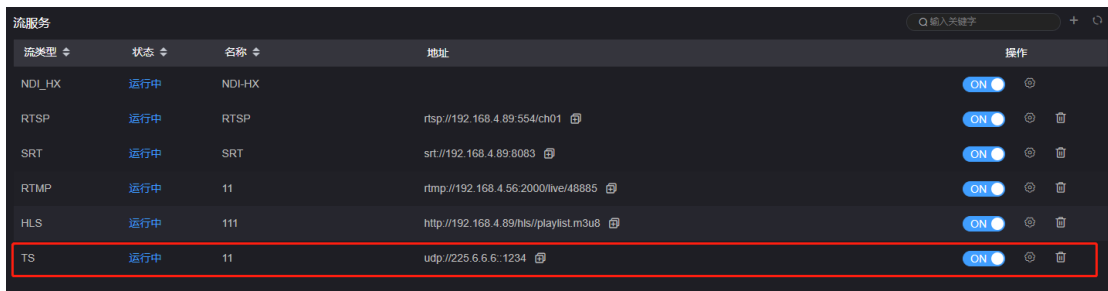 流服务 输入关键字
流类型 状态 名称 地址 操作
NDI_HX 运行中 NDI-HX ON
RTSP 运行中 RTSP rtsp://192.168.4.89:554/ch01 ON
SRT 运行中 SRT srt://192.168.4.89:8083 ON
RTMP 运行中 11 rtmp://192.168.4.56:2000/live/48885 ON
HLS 运行中 111 http://192.168.4.89/hls//playlist.m3u8 ON
TS 运行中 11 udp://225.6.6.6::1234 ON